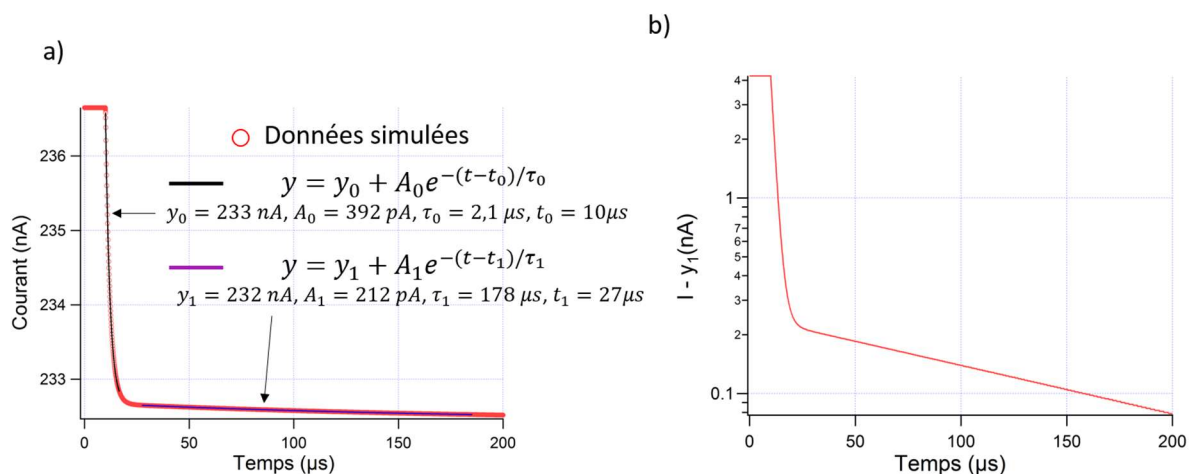 a)
236
235
234
233
Courant (nA)
0
50
100
150
200
Temps (µs)
Données simulées
y = y₀ + A₀e^{-(t-t₀)/τ₀}
y₀ = 233 nA, A₀ = 392 pA, τ₀ = 2,1 µs, t₀ = 10µs
y = y₁ + A₁e^{-(t-t₁)/τ₁}
y₁ = 232 nA, A₁ = 212 pA, τ₁ = 178 µs, t₁ = 27µs
b)
4
3
2
1
7
6
5
4
3
2
0.1
I - y₁(nA)
0
50
100
150
200
Temps (µs)